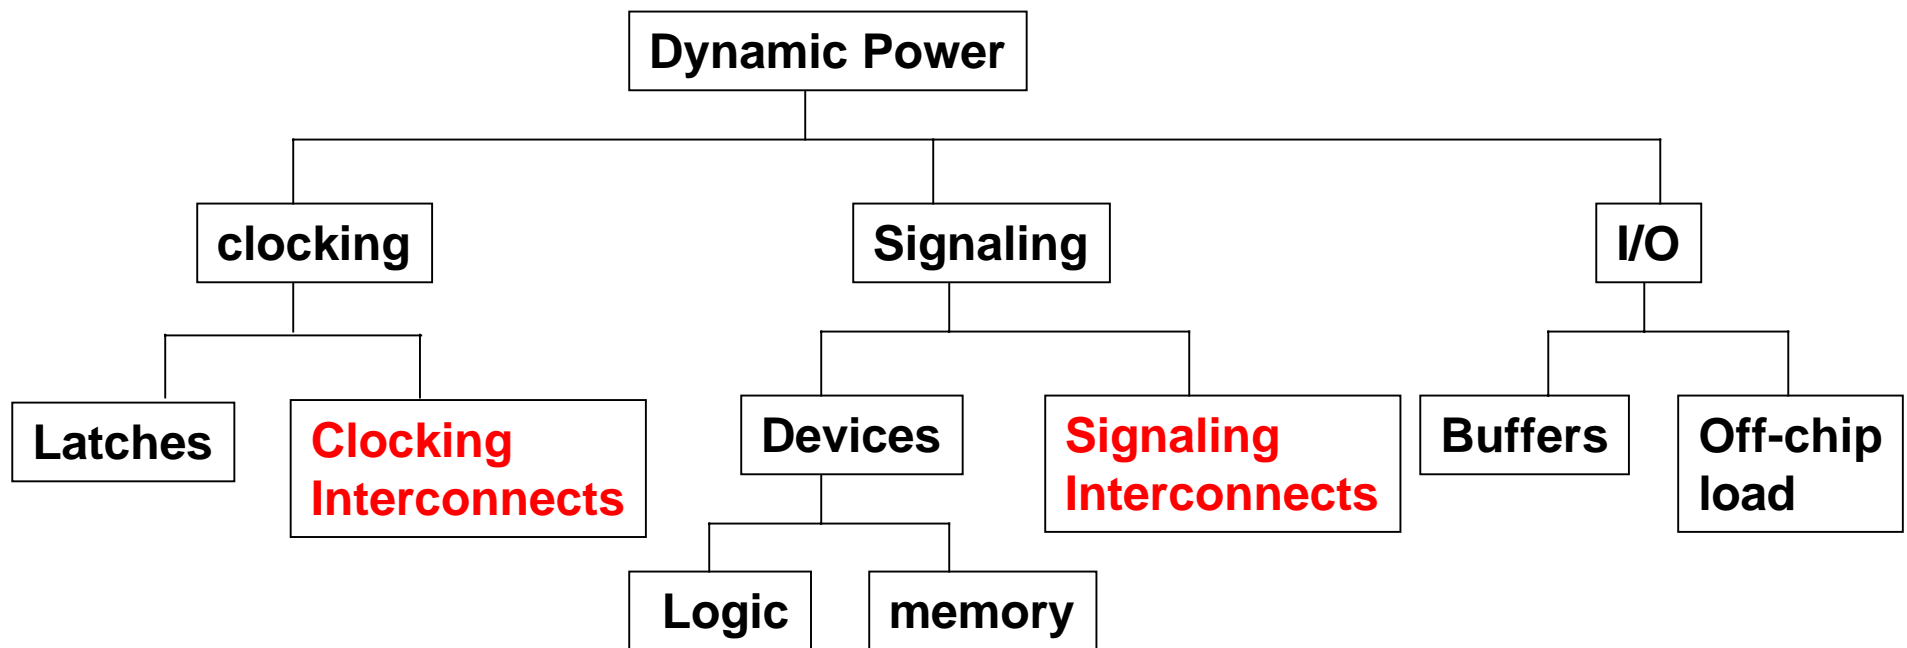 Dynamic Power
clocking
Signaling
I/O
Latches
Clocking
Interconnects
Devices
Signaling
Interconnects
Buffers
Off-chip
load
Logic
memory